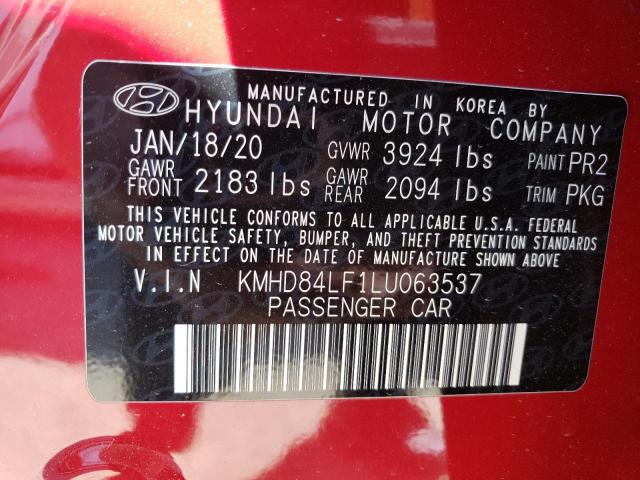 MANUFACTURED IN KOREA BY
HYUNDAI MOTOR COMPANY
JAN/18/20 GVWR 3924 lbs PAINT PR2
GAWR FRONT 2183 lbs GAWR REAR 2094 lbs TRIM PKG
THIS VEHICLE CONFORMS TO ALL APPLICABLE U.S.A. FEDERAL
MOTOR VEHICLE SAFETY, BUMPER, AND THEFT PREVENTION STANDARDS
IN EFFECT ON THE DATE OF MANUFACTURE SHOWN ABOVE.
V.I.N KMHD84LF1LU063537
PASSENGER CAR